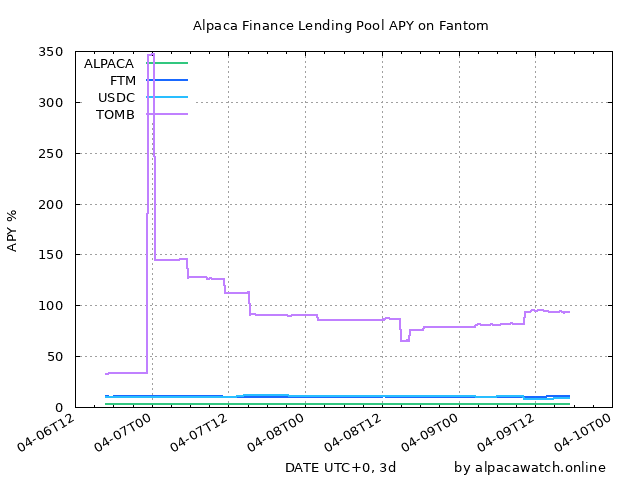 Alpaca Finance Lending Pool APY on Fantom
350
300
250
200
150
100
50
0
APY %
ALPACA
FTM
USDC
TOMB
04-06T12
04-07T00
04-07T12
04-08T00
04-08T12
04-09T00
04-09T12
04-10T00
DATE UTC+0, 3d
by alpacawatch.online